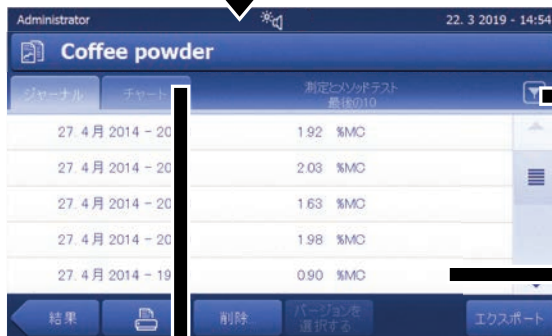 Administrator
22. 3 2019 - 14:54
Coffee powder
ジャーナル
チャート
測定とメソッドテスト
最後の10
27. 4月 2014 - 20
1.92 %MC
27. 4月 2014 - 20
2.03 %MC
27. 4月 2014 - 20
1.63 %MC
27. 4月 2014 - 20
1.98 %MC
27. 4月 2014 - 19
0.90 %MC
結果
削除...
バージョンを
選択する
エクスポート